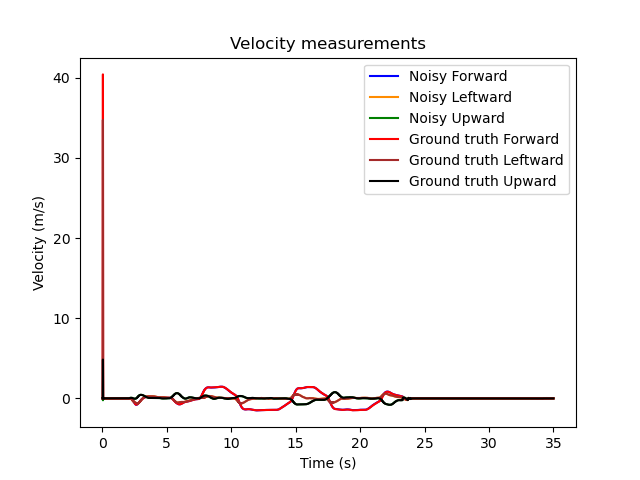 Velocity measurements
Velocity (m/s)
40
30
20
10
0
Noisy Forward
Noisy Leftward
Noisy Upward
Ground truth Forward
Ground truth Leftward
Ground truth Upward
0 5 10 15 20 25 30 35
Time (s)